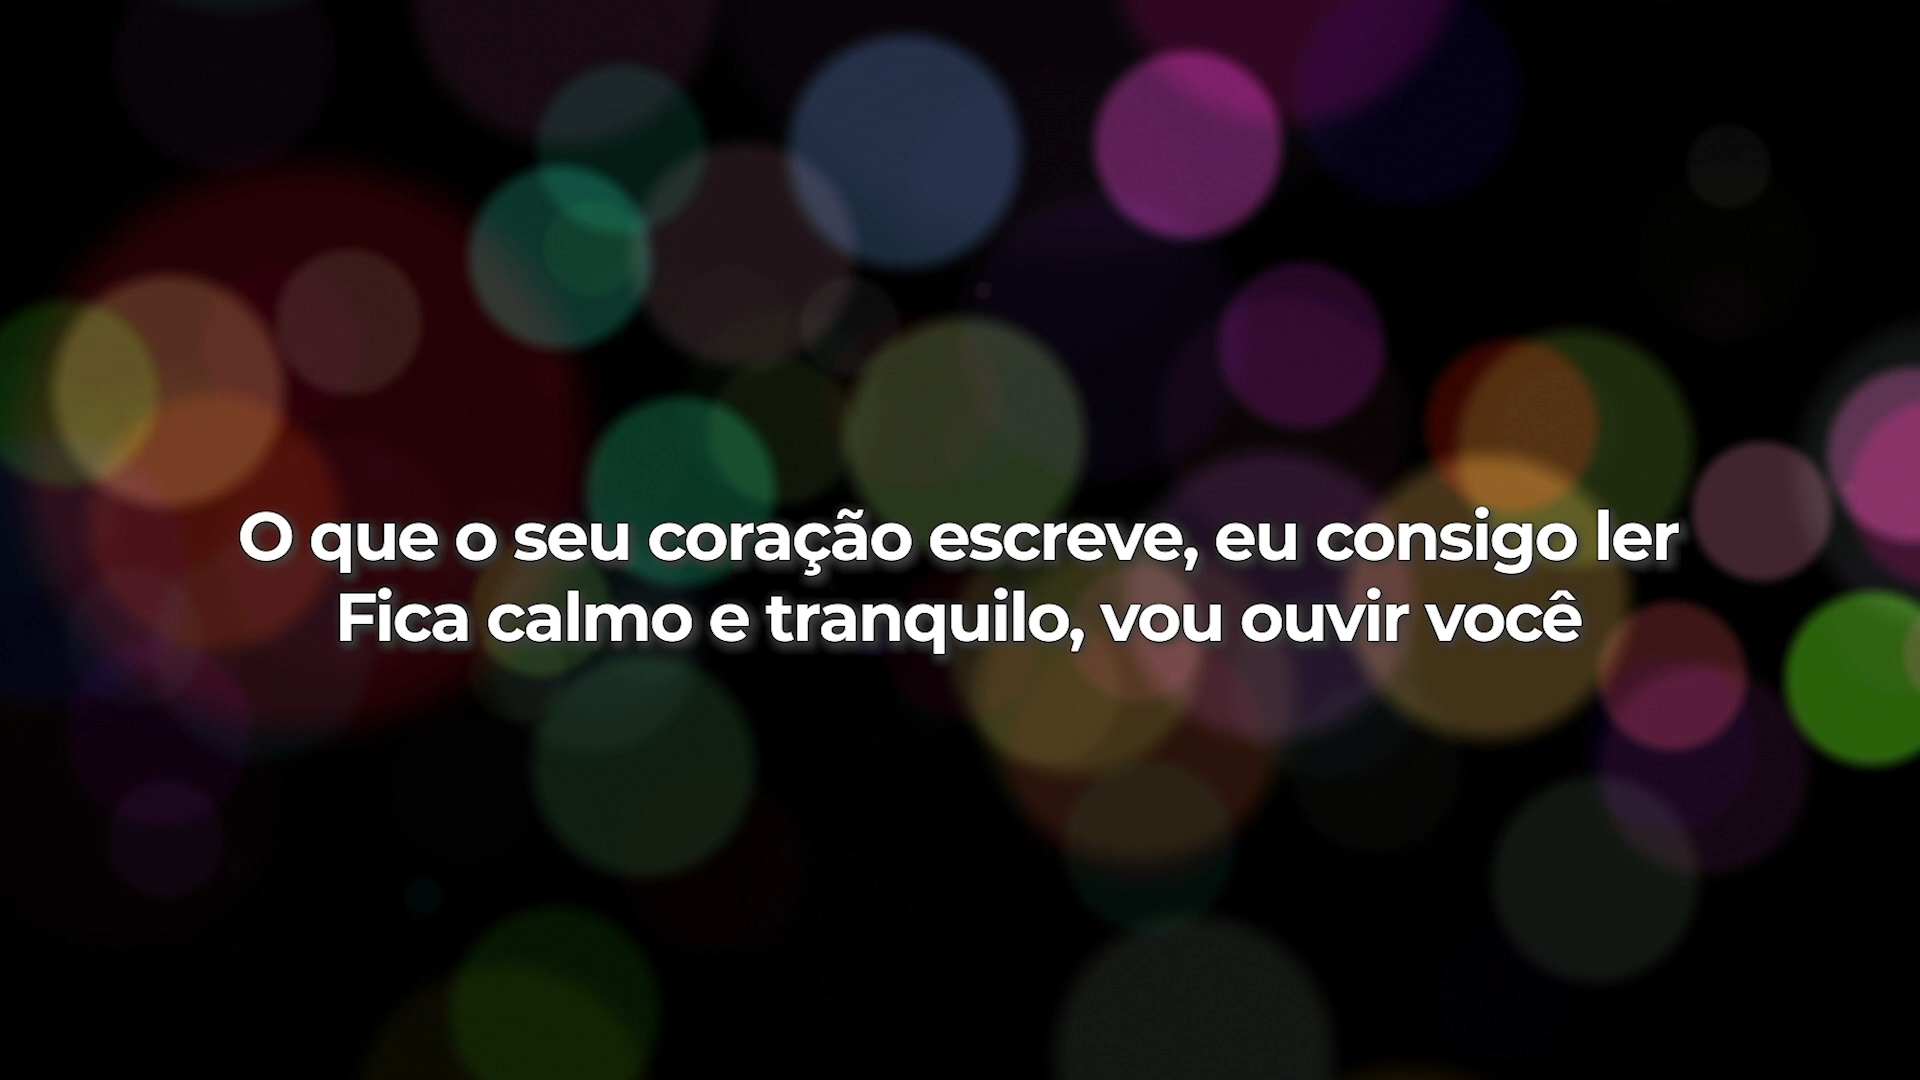 O que o seu coração escreve, eu consigo ler
Fica calmo e tranquilo, vou ouvir você